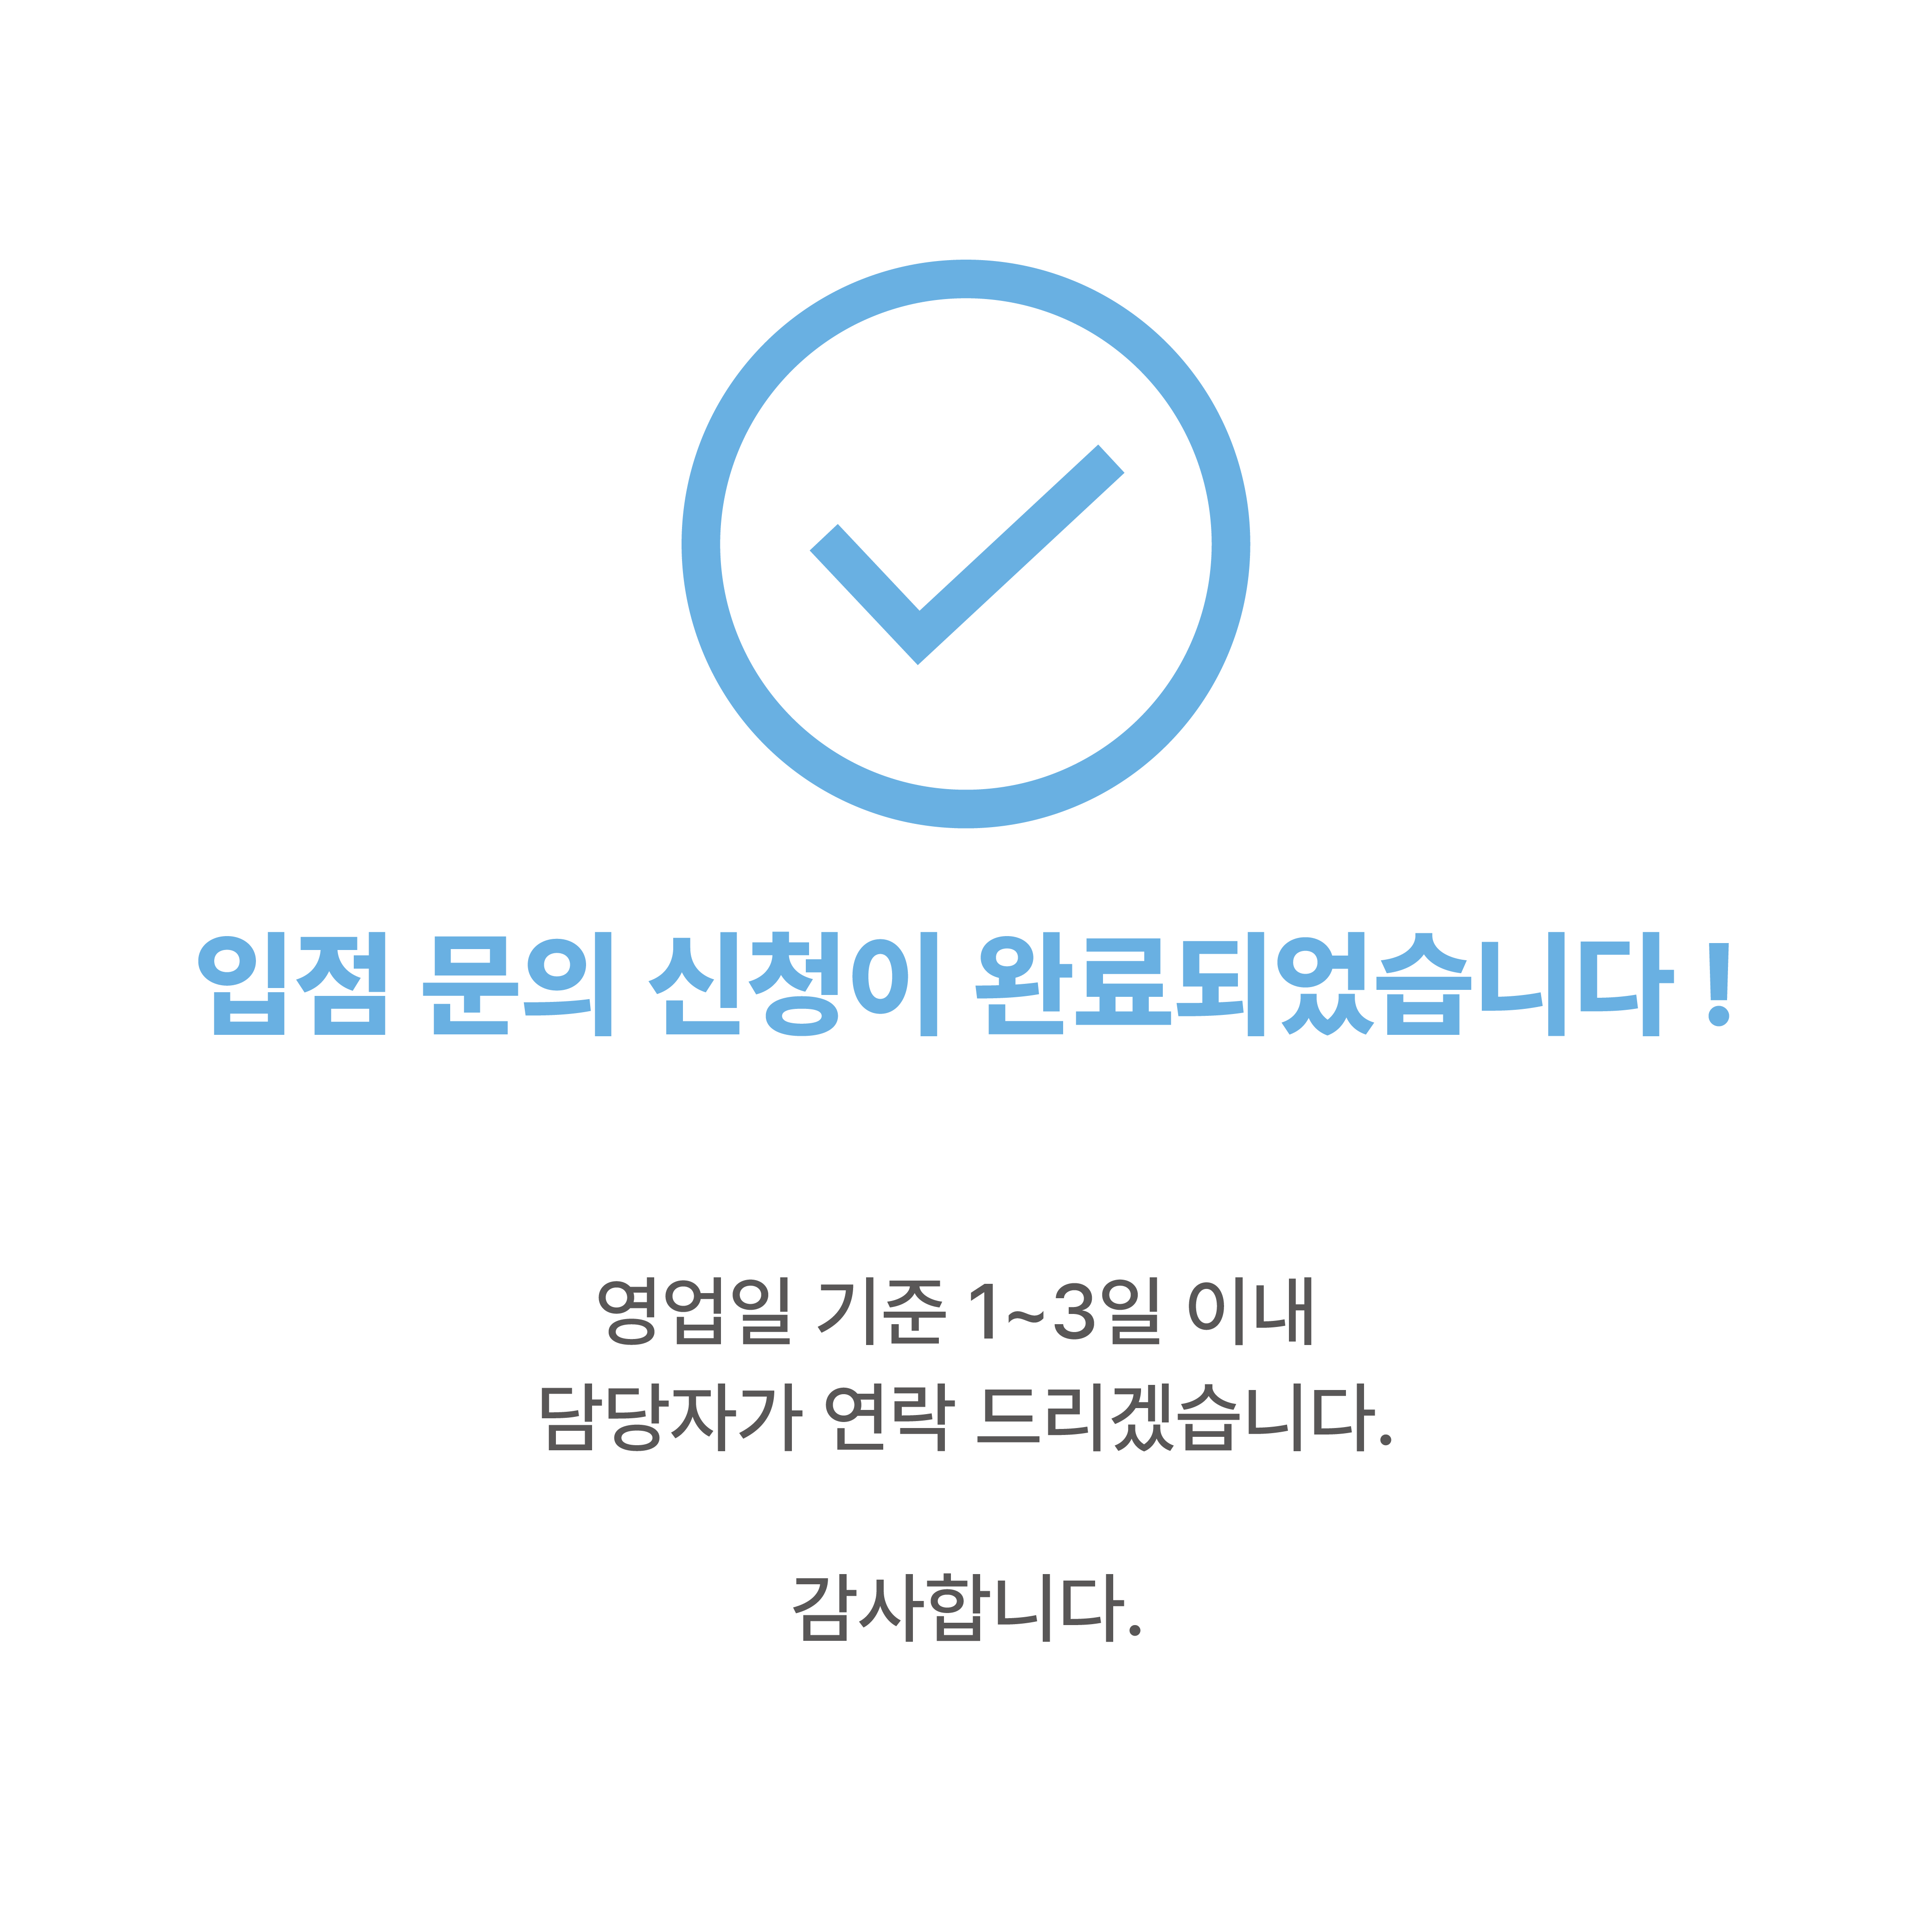 입점 문의 신청이 완료되었습니다 !
영업일 기준 1~3일 이내
담당자가 연락 드리겠습니다.
감사합니다.